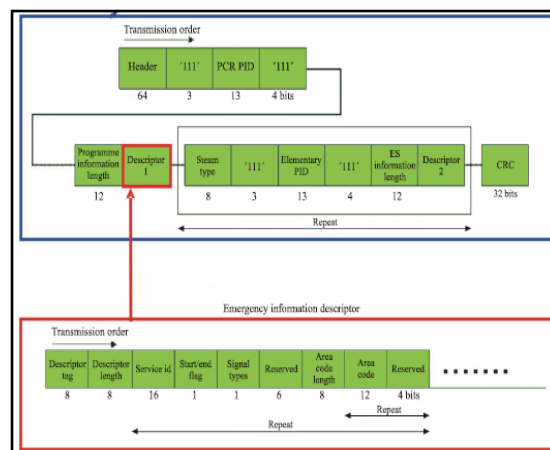 Transmission order
Header '111' PCR PID '111'
64 3 13 4 bits
Programme information length Descriptor 1 Steam type '111' Elementary PID '111' ES information length Descriptor 2 CRC
12 8 3 13 4 12 32 bits
Repeat
Emergency information descriptor
Transmission order
Descriptor tag Descriptor length Service id Start/end flag Signal types Reserved Area code length Area code Reserved
8 8 16 1 1 6 8 12 4 bits
Repeat
Repeat